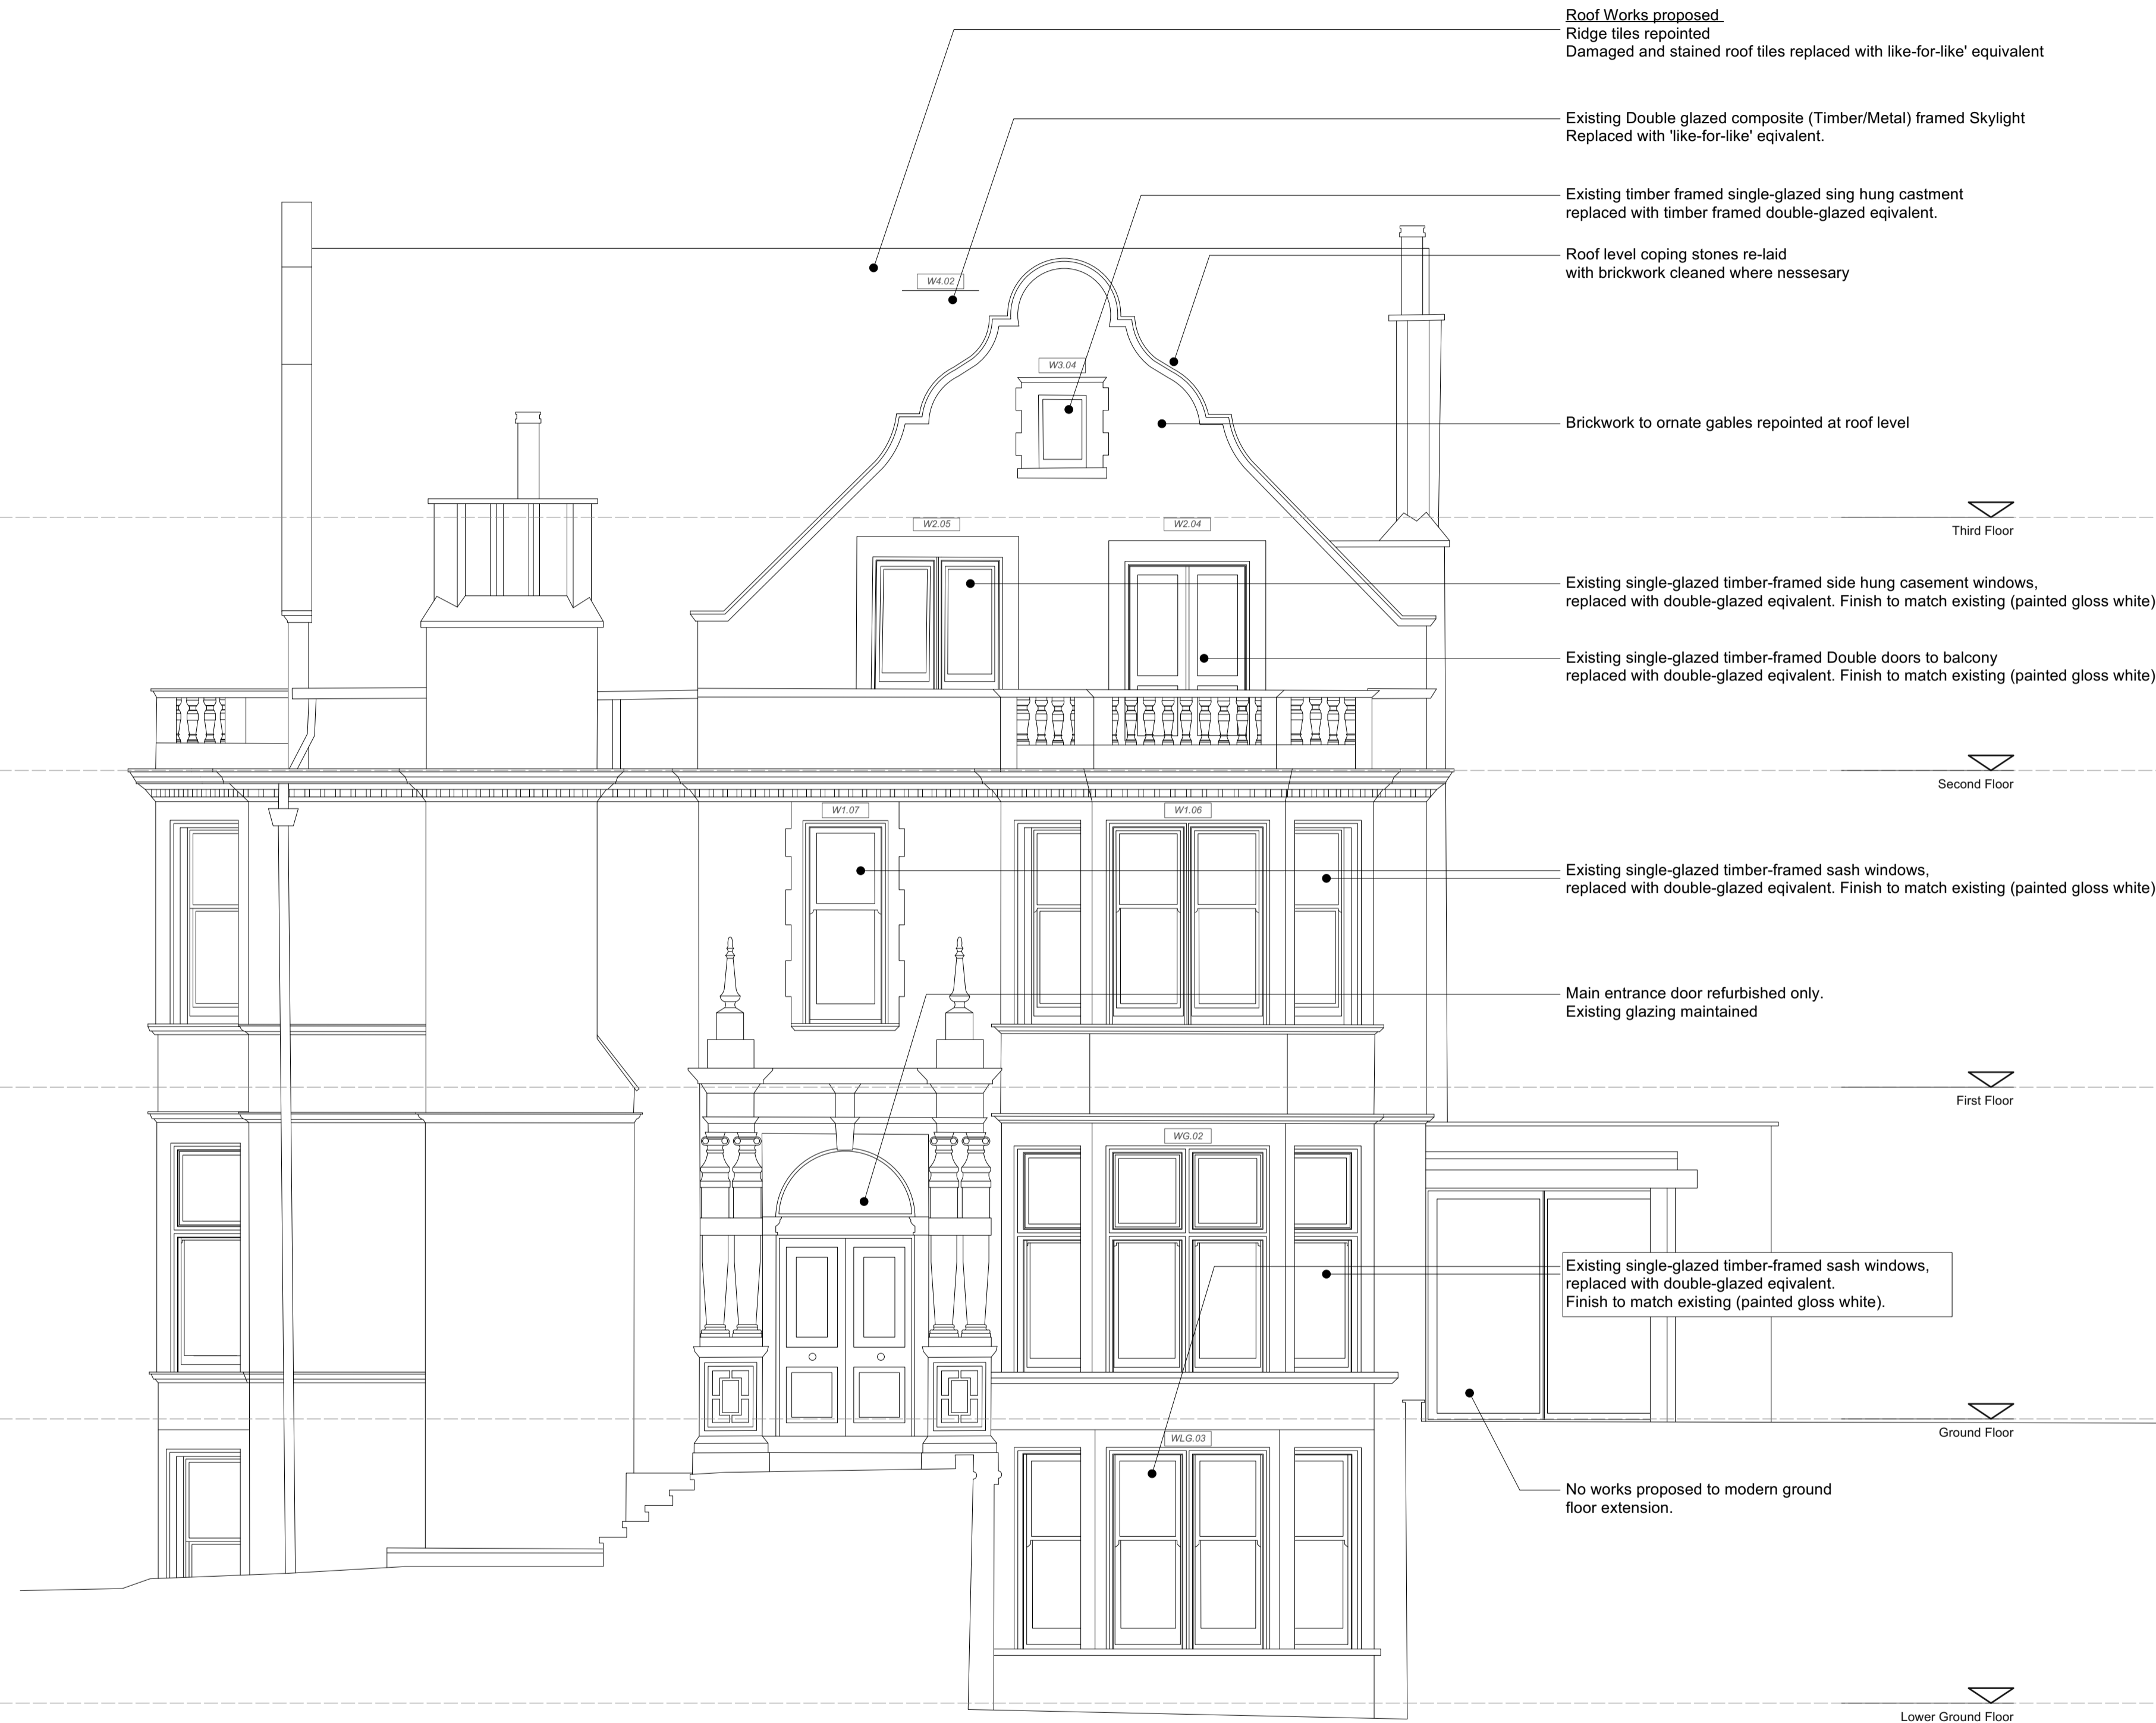 Roof Works proposed
Ridge tiles repointed
Damaged and stained roof tiles replaced with like-for-like' equivalent
Existing Double glazed composite (Timber/Metal) framed Skylight
Replaced with 'like-for-like' eqivalent.
Existing timber framed single-glazed sing hung castment
replaced with timber framed double-glazed eqivalent.
Roof level coping stones re-laid
with brickwork cleaned where nessesary
W4.02
W3.04
Brickwork to ornate gables repointed at roof level
W2.05
W2.04
Third Floor
Existing single-glazed timber-framed side hung casement windows,
replaced with double-glazed eqivalent. Finish to match existing (painted gloss white)
Existing single-glazed timber-framed Double doors to balcony
replaced with double-glazed eqivalent. Finish to match existing (painted gloss white)
Second Floor
W1.07
W1.06
Existing single-glazed timber-framed sash windows,
replaced with double-glazed eqivalent. Finish to match existing (painted gloss white)
Main entrance door refurbished only.
Existing glazing maintained
First Floor
WG.02
Existing single-glazed timber-framed sash windows,
replaced with double-glazed eqivalent.
Finish to match existing (painted gloss white).
Ground Floor
WLG.03
No works proposed to modern ground
floor extension.
Lower Ground Floor